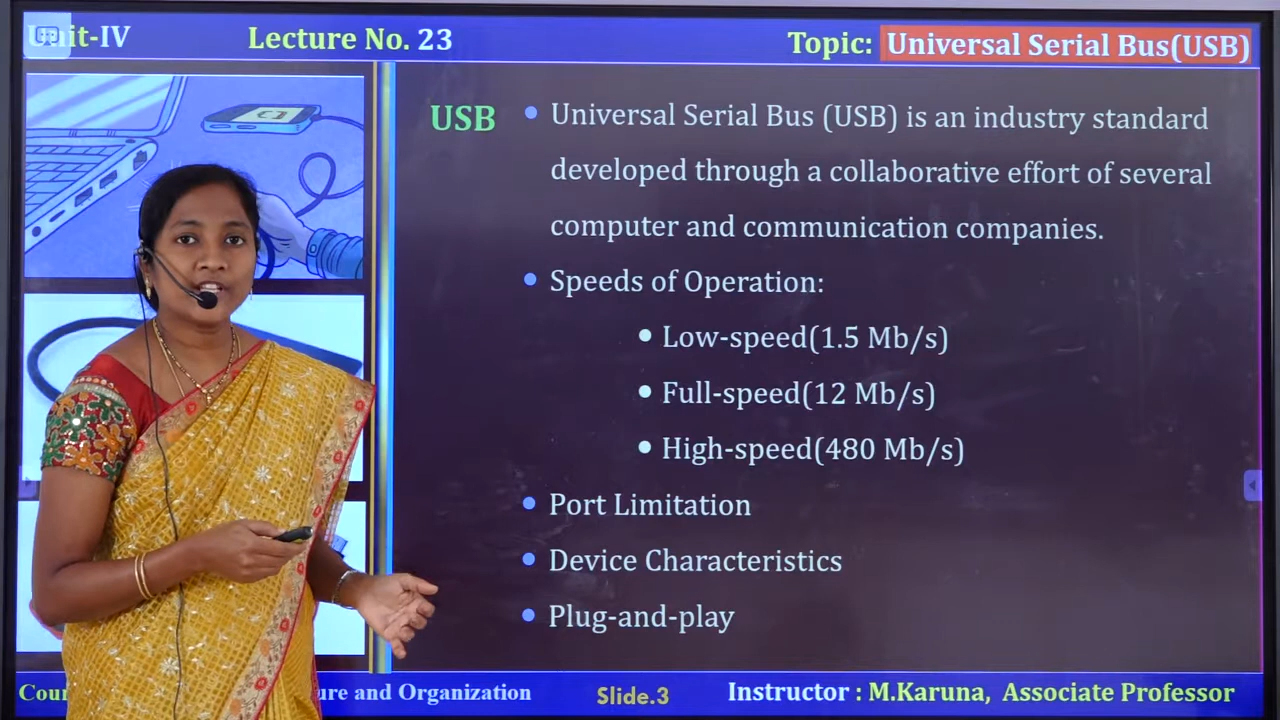 Unit-IV Lecture No. 23 Topic: Universal Serial Bus(USB)
USB • Universal Serial Bus (USB) is an industry standard
developed through a collaborative effort of several
computer and communication companies.
• Speeds of Operation:
• Low-speed(1.5 Mb/s)
• Full-speed(12 Mb/s)
• High-speed(480 Mb/s)
• Port Limitation
• Device Characteristics
• Plug-and-play
and Organization Slide.3 Instructor : M.Karuna, Associate Professor